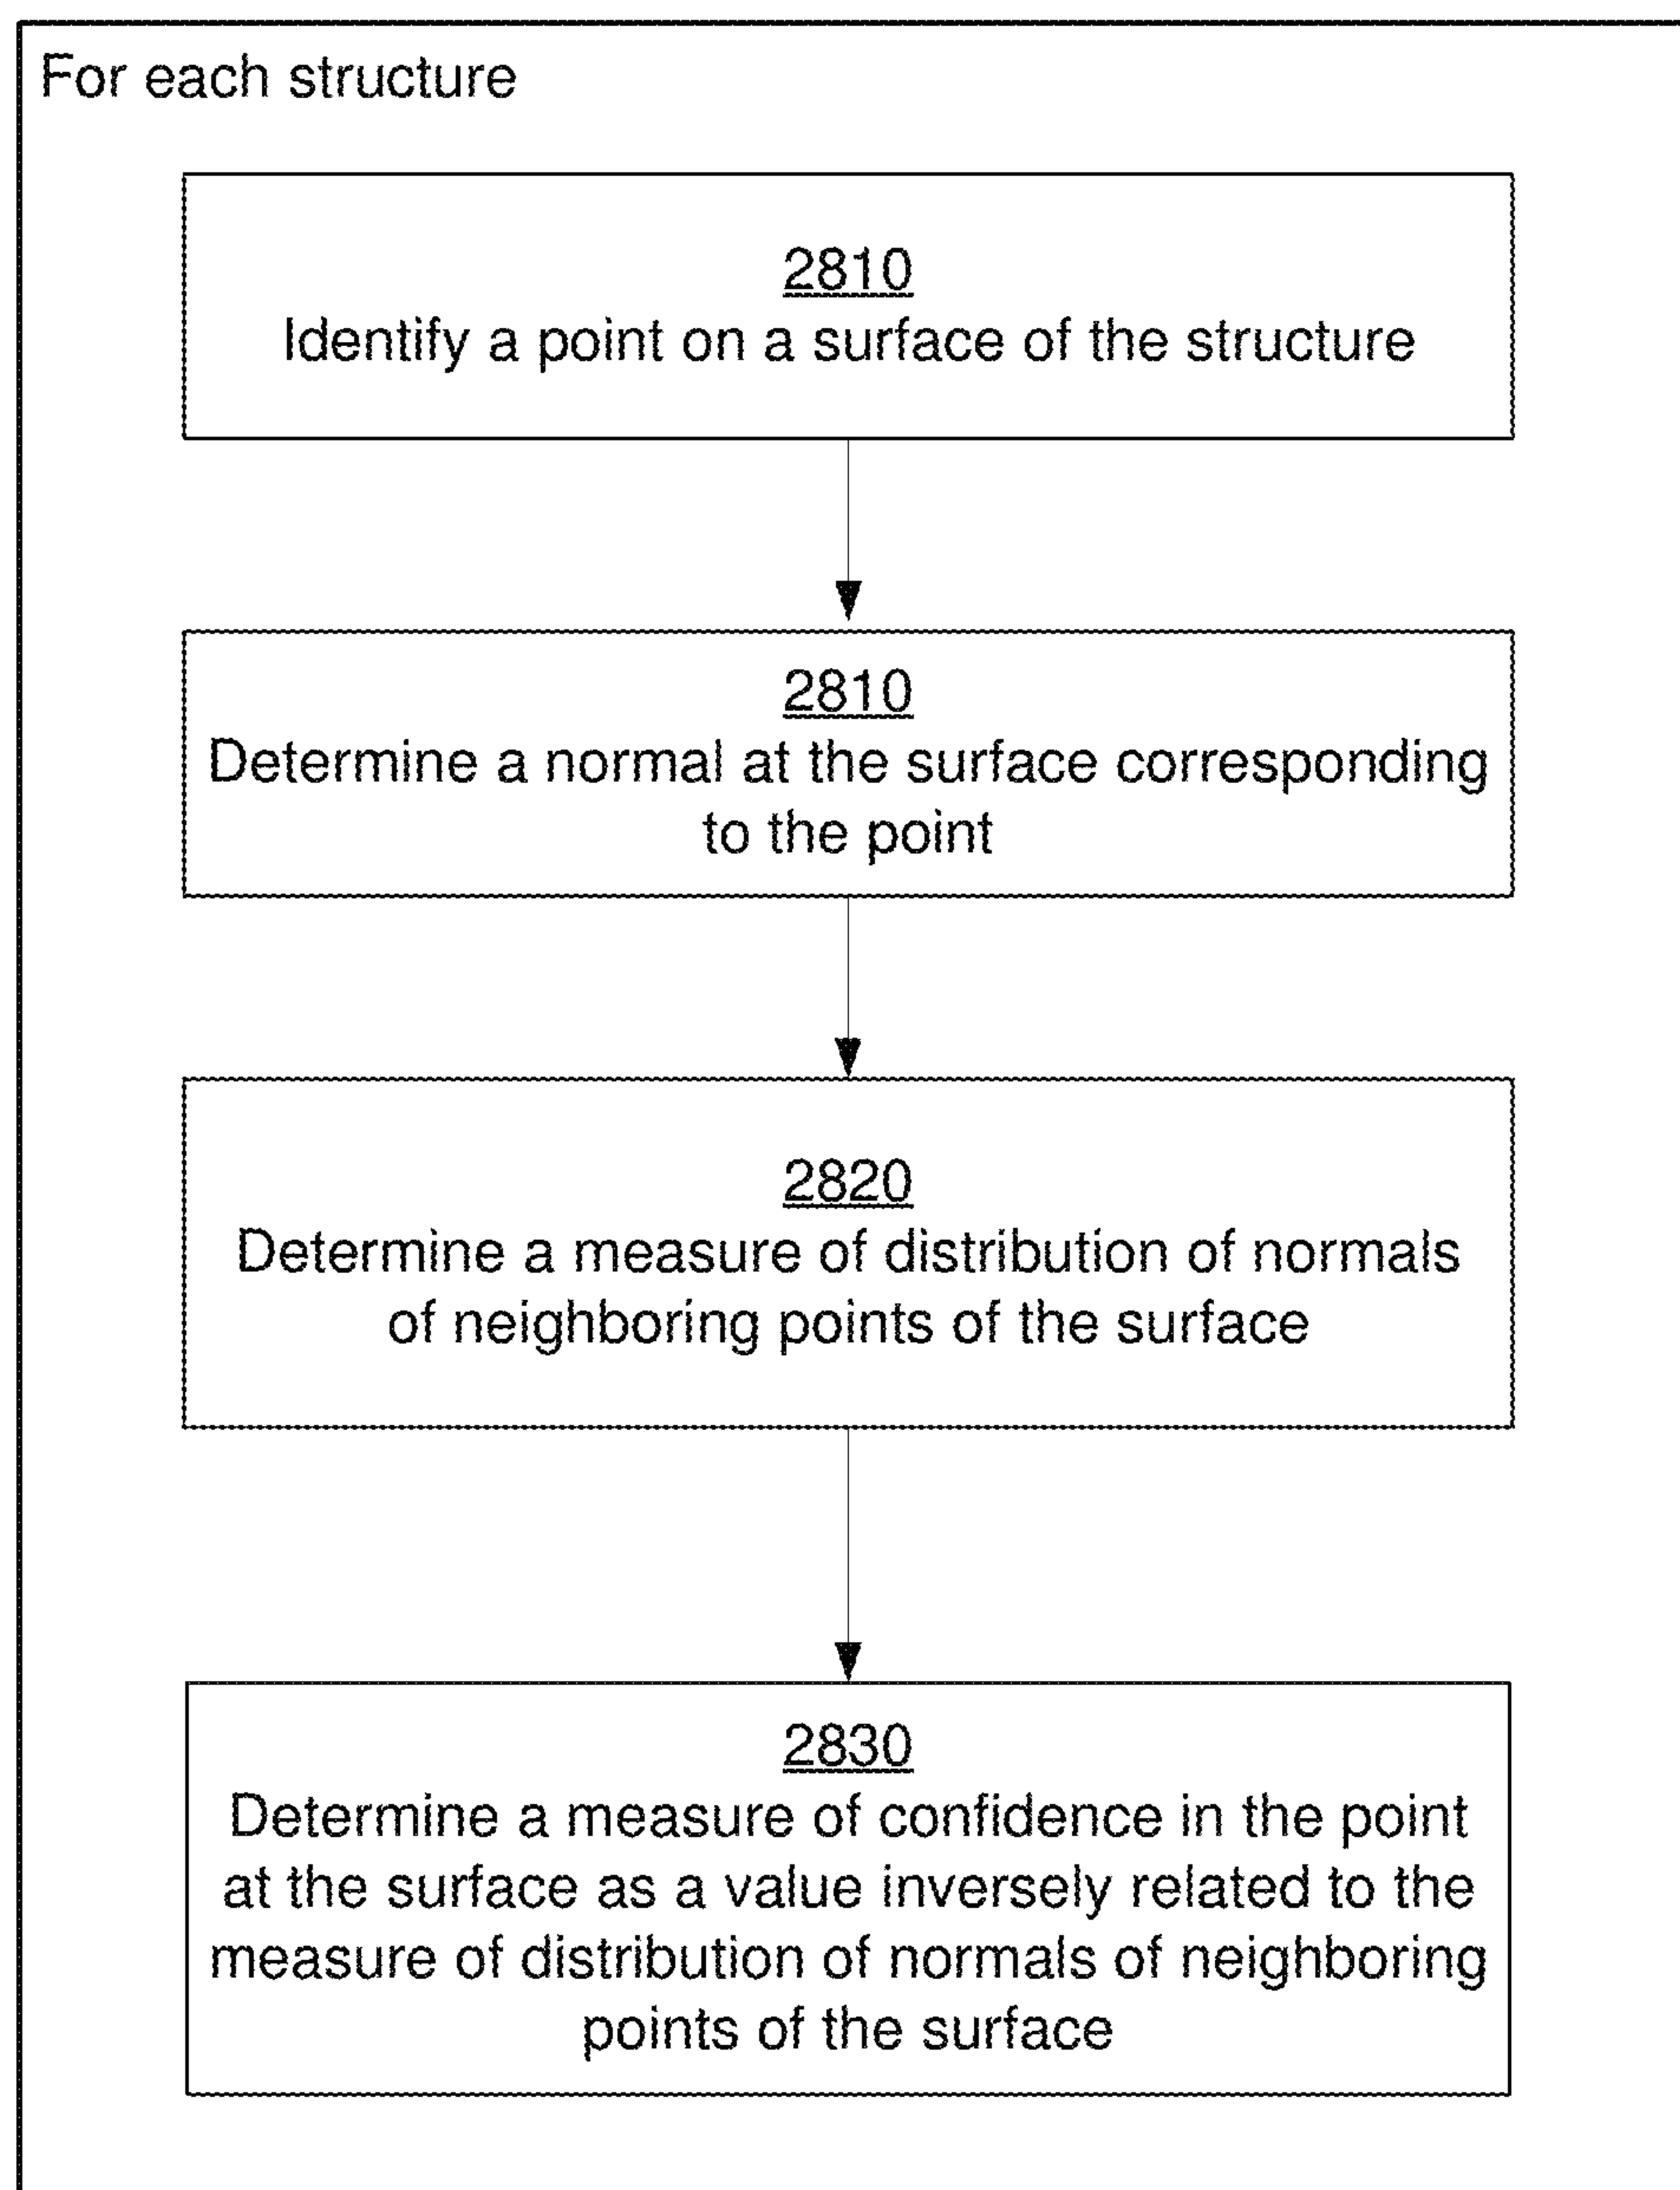 For each structure
2810
Identify a point on a surface of the structure
2810
Determine a normal at the surface corresponding
to the point
2820
Determine a measure of distribution of normals
of neighboring points of the surface
2830
Determine a measure of confidence in the point
at the surface as a value inversely related to the
measure of distribution of normals of neighboring
points of the surface